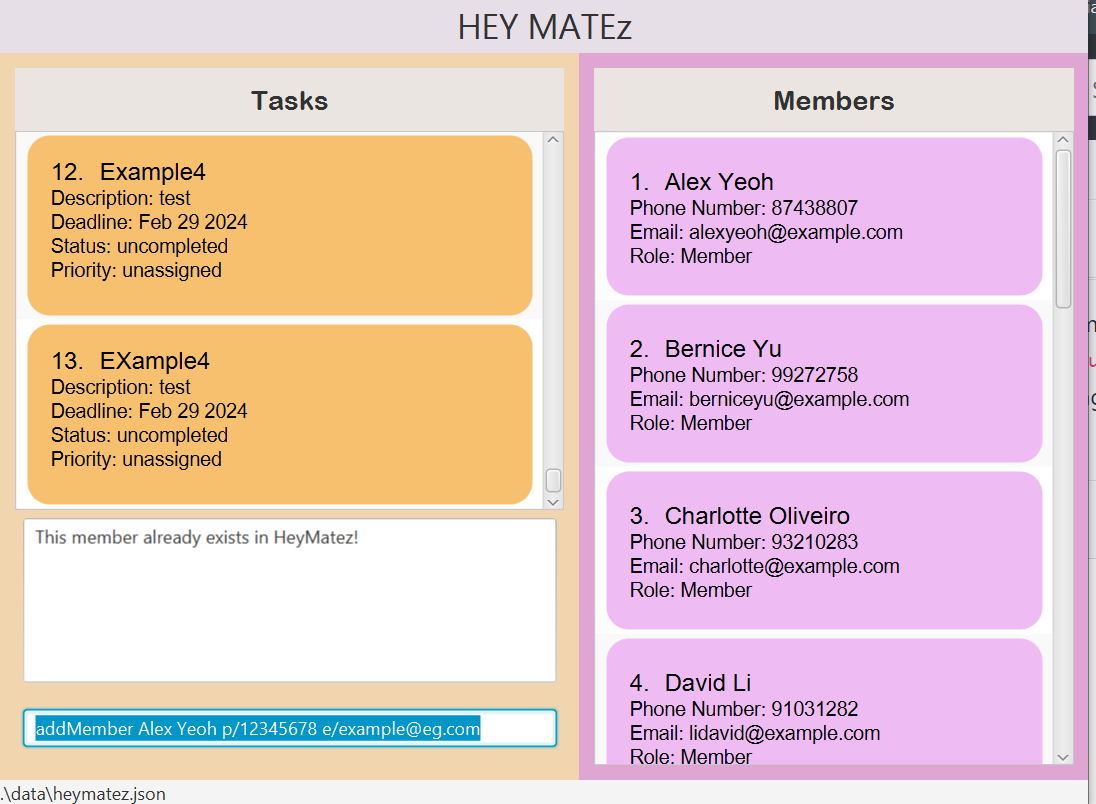 HEY MATEz
Tasks
12. Example4
Description: test
Deadline: Feb 29 2024
Status: uncompleted
Priority: unassigned
13. EXample4
Description: test
Deadline: Feb 29 2024
Status: uncompleted
Priority: unassigned
This member already exists in HeyMatez!
addMember Alex Yeoh p/12345678 e/example@eg.com
Members
1. Alex Yeoh
Phone Number: 87438807
Email: alexyeoh@example.com
Role: Member
2. Bernice Yu
Phone Number: 99272758
Email: berniceyu@example.com
Role: Member
3. Charlotte Oliveiro
Phone Number: 93210283
Email: charlotte@example.com
Role: Member
4. David Li
Phone Number: 91031282
Email: lidavid@example.com
Role: Member
.\data\heymatez.json